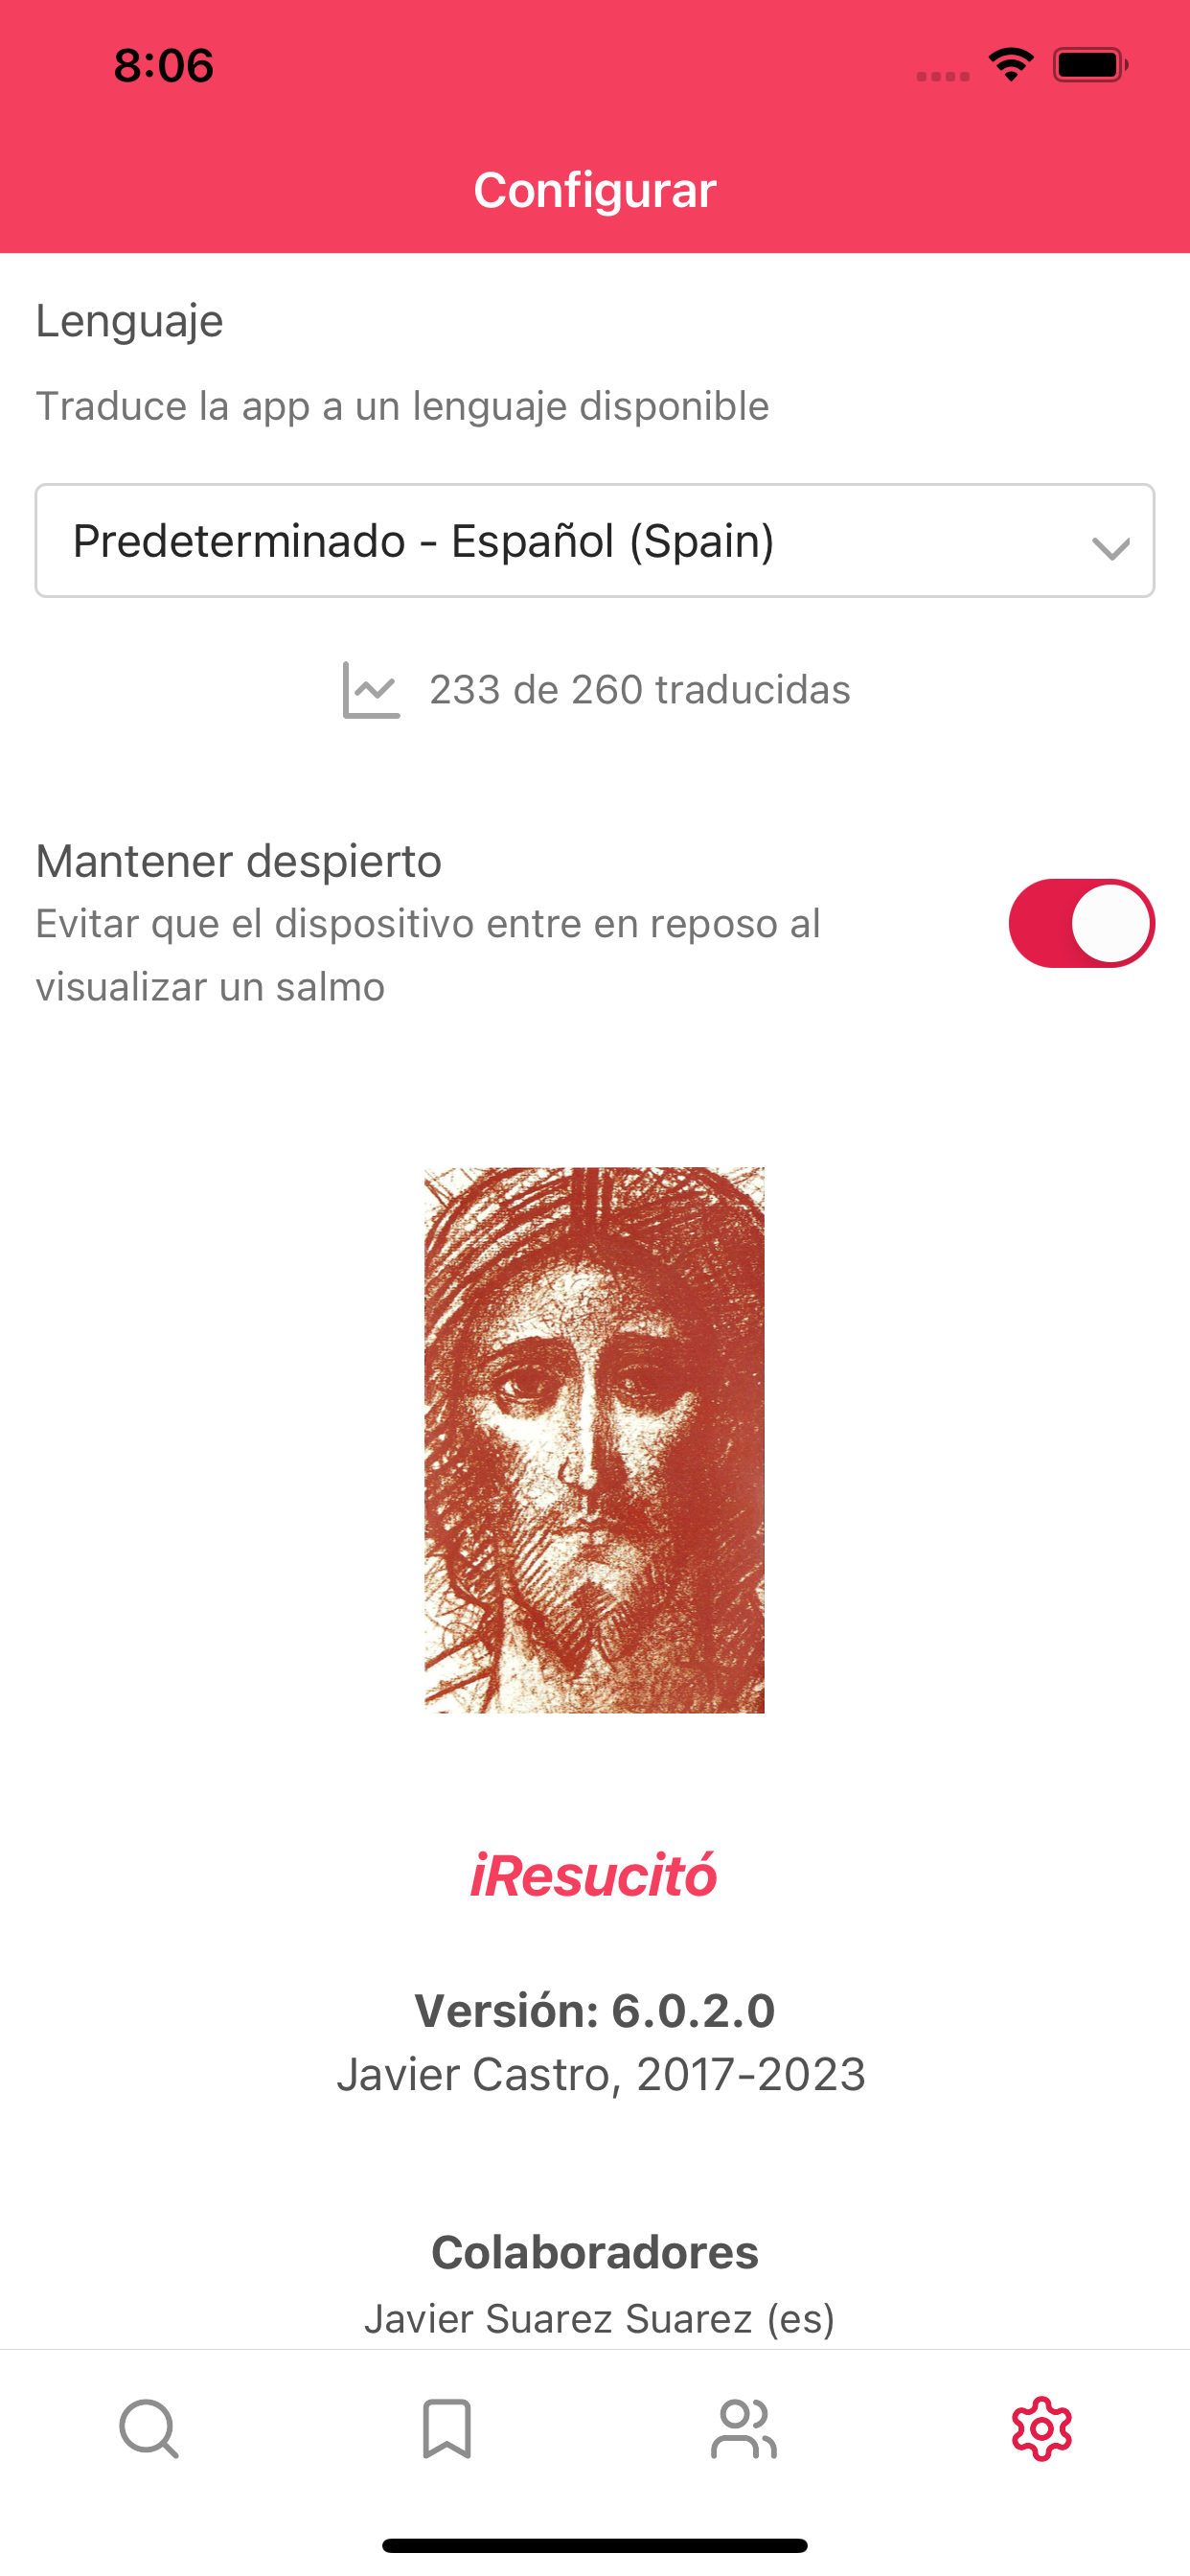 8:06
Configurar
Lenguaje
Traduce la app a un lenguaje disponible
Predeterminado - Español (Spain)
233 de 260 traducidas
Mantener despierto
Evitar que el dispositivo entre en reposo al
visualizar un salmo
iResucitó
Versión: 6.0.2.0
Javier Castro, 2017-2023
Colaboradores
Javier Suarez Suarez (es)